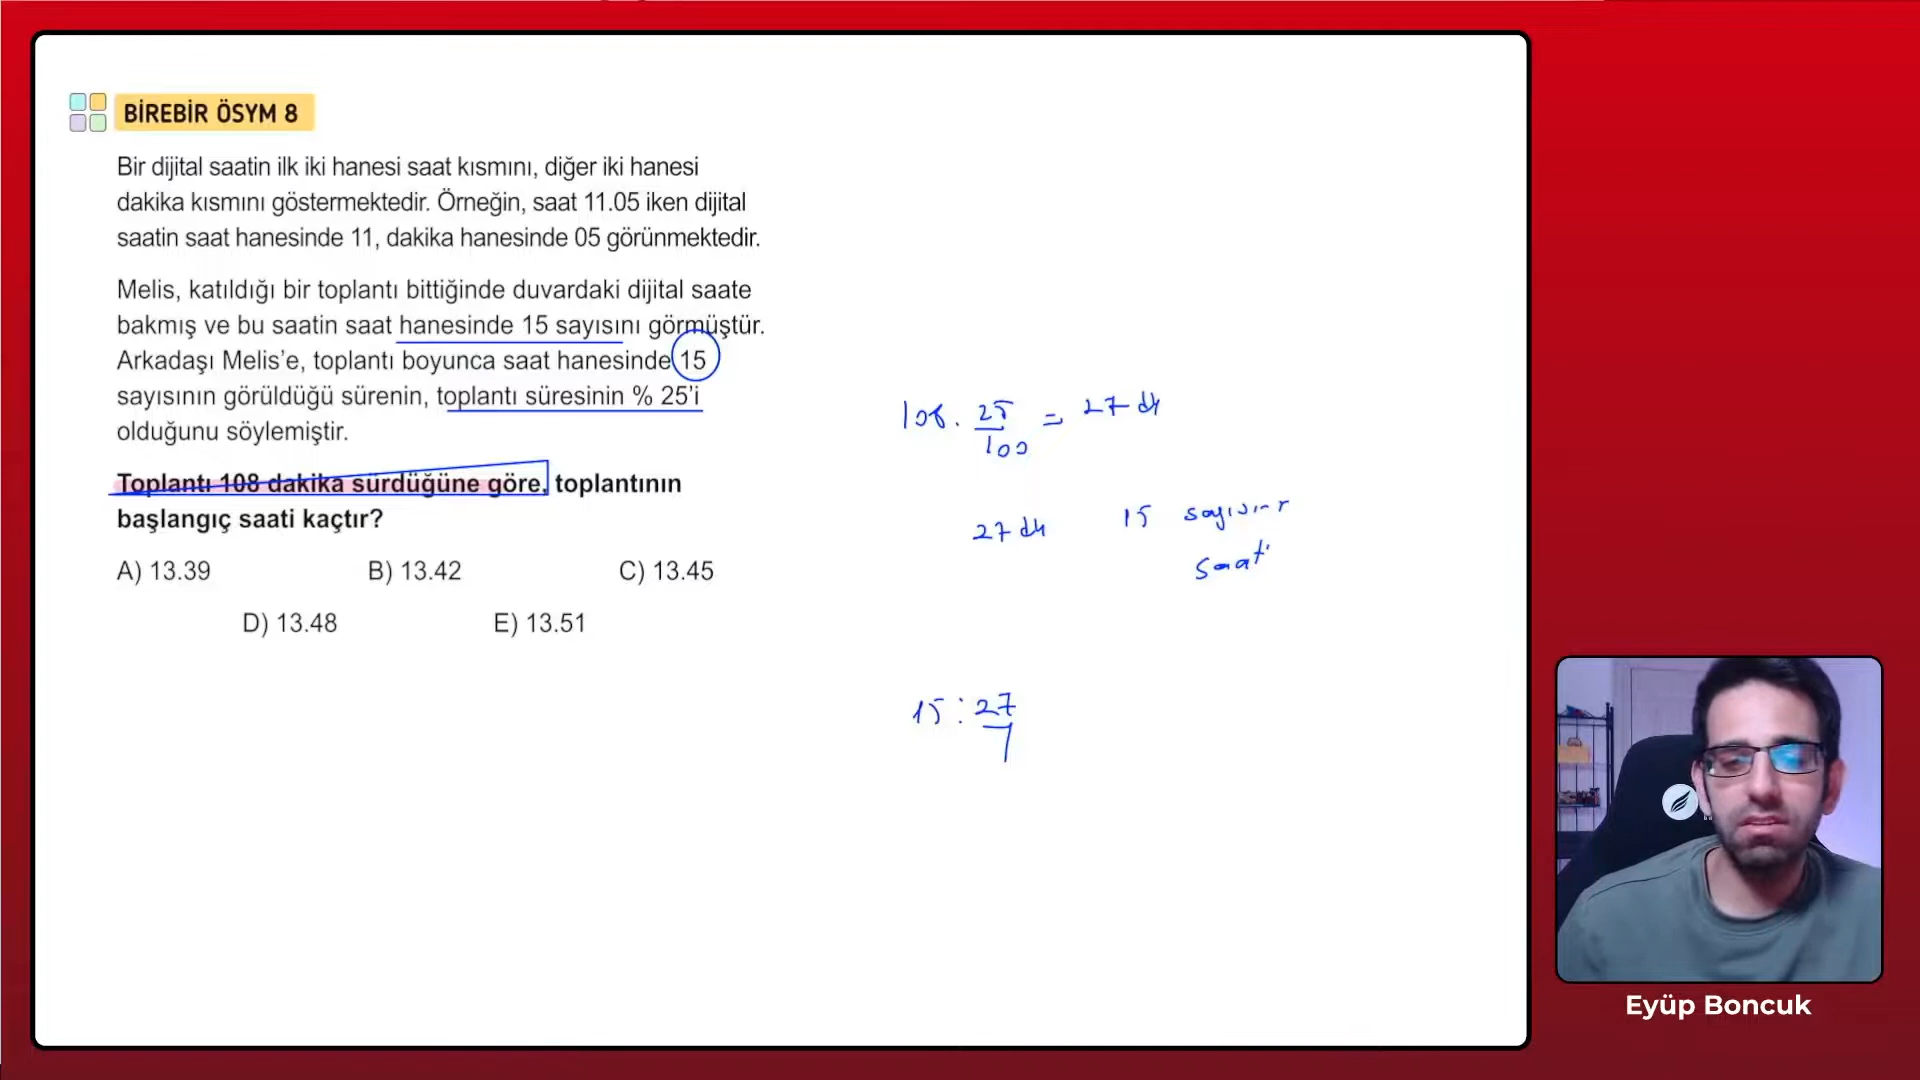 BİREBİR ÖSYM 8
Bir dijital saatin ilk iki hanesi saat kısmını, diğer iki hanesi
dakika kısmını göstermektedir. Örneğin, saat 11.05 iken dijital
saatin saat hanesinde 11, dakika hanesinde 05 görünmektedir.
Melis, katıldığı bir toplantı bittiğinde duvardaki dijital saate
bakmış ve bu saatin saat hanesinde 15 sayısını görmüştür.
Arkadaşı Melis'e, toplantı boyunca saat hanesinde 15
sayısının görüldüğü sürenin, toplantı süresinin % 25'i
olduğunu söylemiştir.
Toplantı 108 dakika sürdüğüne göre, toplantının
başlangıç saati kaçtır?
A) 13.39 B) 13.42 C) 13.45
D) 13.48 E) 13.51
108 . 25/100 = 27 dk
27 dk 15
saat
15 : 27
Eyüp Boncuk